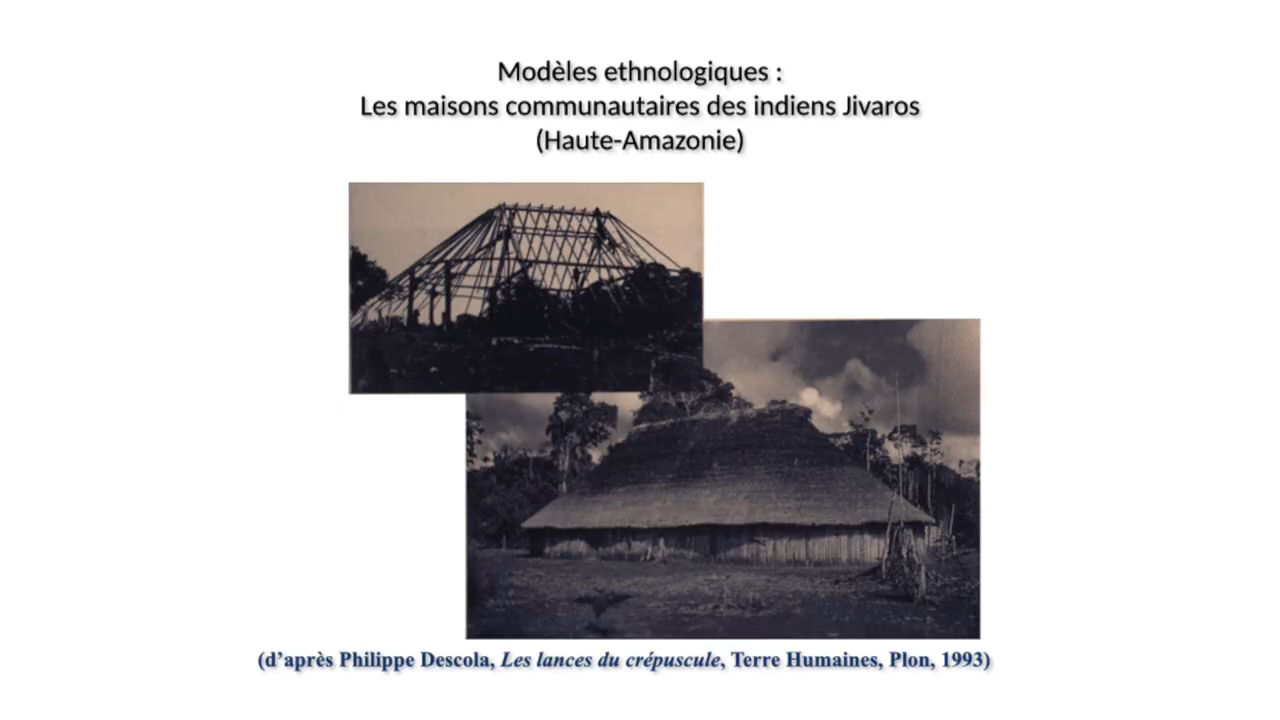 Modèles ethnologiques :
Les maisons communautaires des indiens Jivaros
(Haute-Amazonie)
(d’après Philippe Descola, Les lances du crépuscule, Terre Humaines, Plon, 1993)